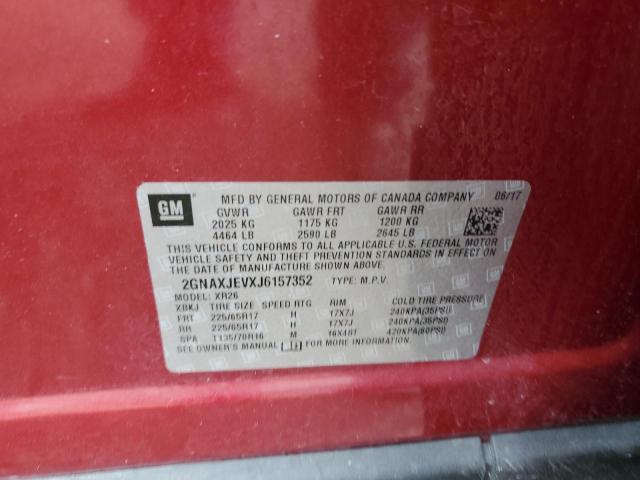 GM
MFD BY GENERAL MOTORS OF CANADA COMPANY 06/17
GVWR GAWR FRT GAWR RR
2025 KG 1175 KG 1200 KG
4464 LB 2590 LB 2645 LB
THIS VEHICLE CONFORMS TO ALL APPLICABLE U.S. FEDERAL MOTOR
VEHICLE SAFETY AND THEFT PREVENTION STANDARDS IN EFFECT ON
THE DATE OF MANUFACTURE SHOWN ABOVE.
2GNAXJEVXJ6157352 TYPE: M.P.V.
MODEL: XR26
XBKJ TIRE SIZE SPEED RTG RIM COLD TIRE PRESSURE
FRT 225/65R17 H 17X7J 240KPA(35PSI)
RR 225/65R17 H 17X7J 240KPA(35PSI)
SPA T135/70R16 M 16X4BT 420KPA(60PSI)
SEE OWNER'S MANUAL FOR MORE INFORMATION.